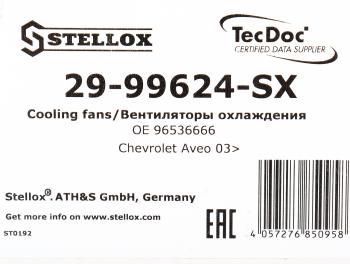 STELLOX
TecDoc
CERTIFIED DATA SUPPLIER
29-99624-SX
Cooling fans/Вентиляторы охлаждения
OE 96536666
Chevrolet Aveo 03>
Stellox®. ATH&S GmbH, Germany
Get more info on www.stellox.com
ST0192
EAC
4 057276 850958